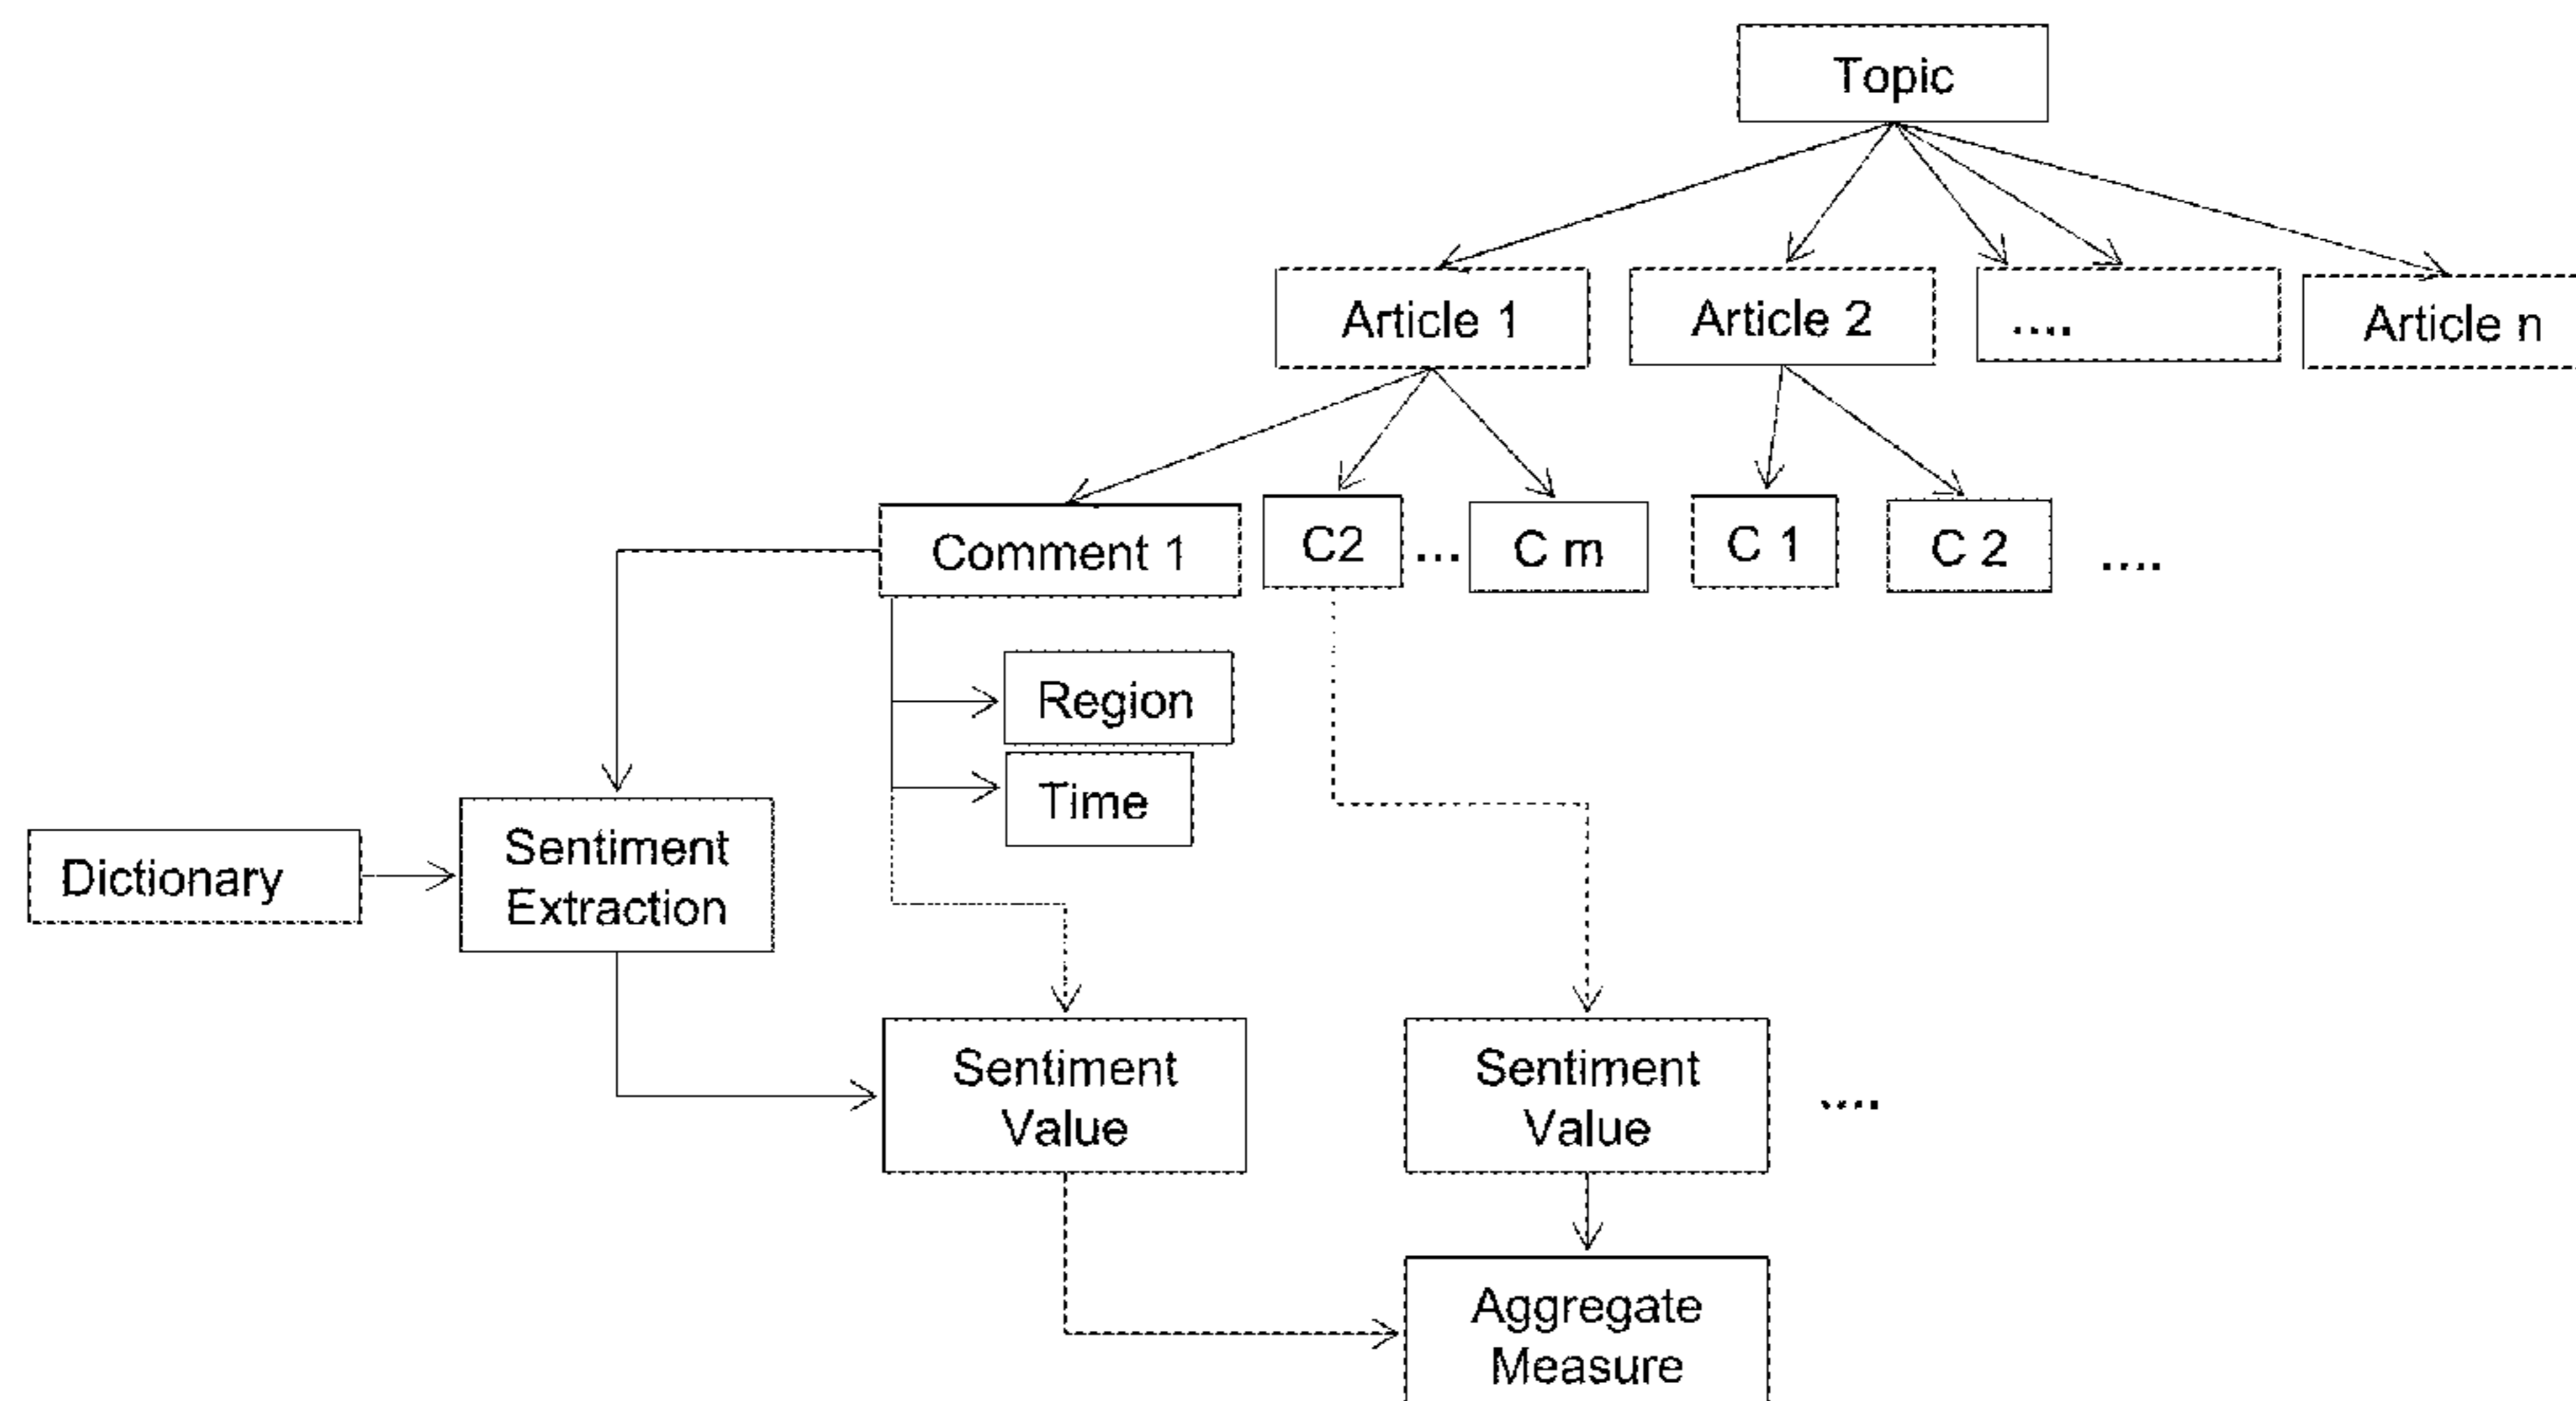 Topic
Article 1
Article 2
....
Article n
Comment 1
C2
...
C m
C 1
C 2
....
Region
Time
Dictionary
Sentiment
Extraction
Sentiment
Value
Sentiment
Value
....
Aggregate
Measure